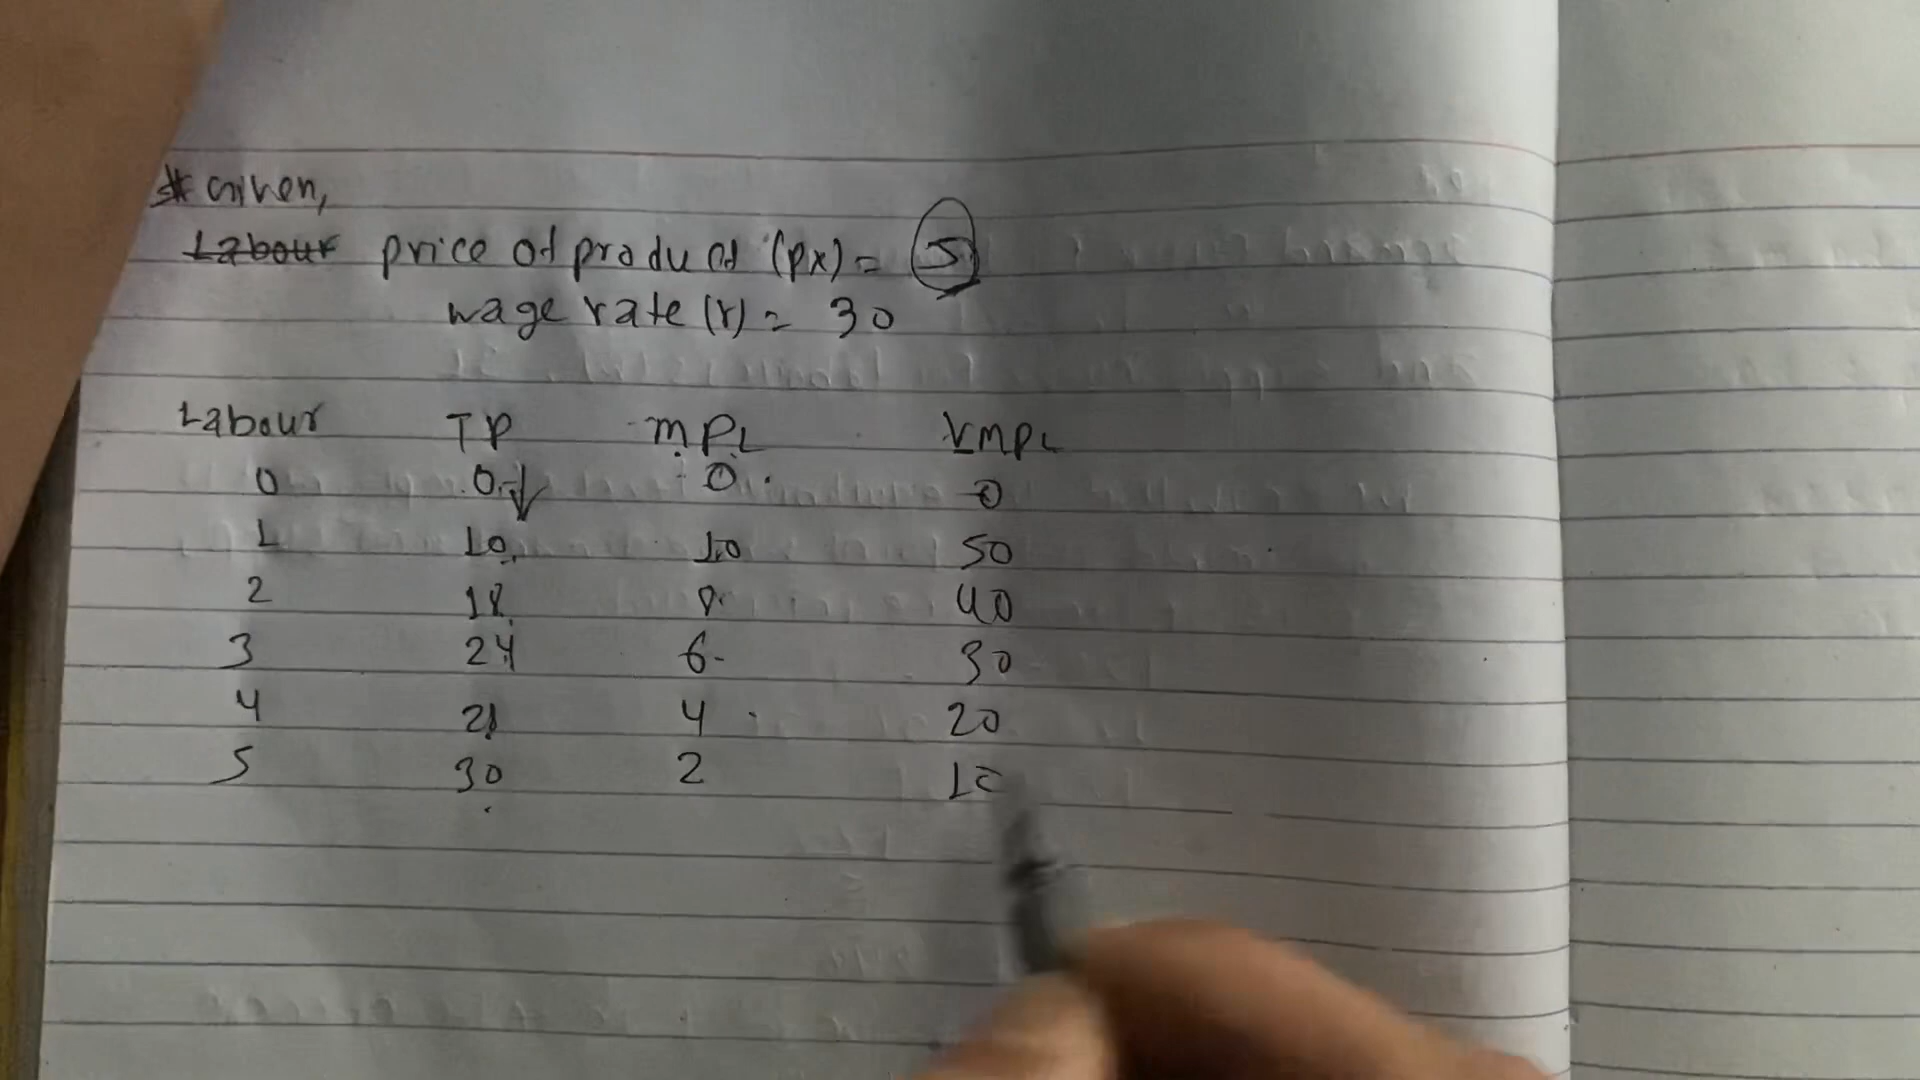 * Given,
Labour price of product (px) = 5
wage rate (r) = 30
Labour TP MPL VMPL
0 0 0 0
1 10 10 50
2 18 8 40
3 24 6 30
4 28 4 20
5 30 2 10